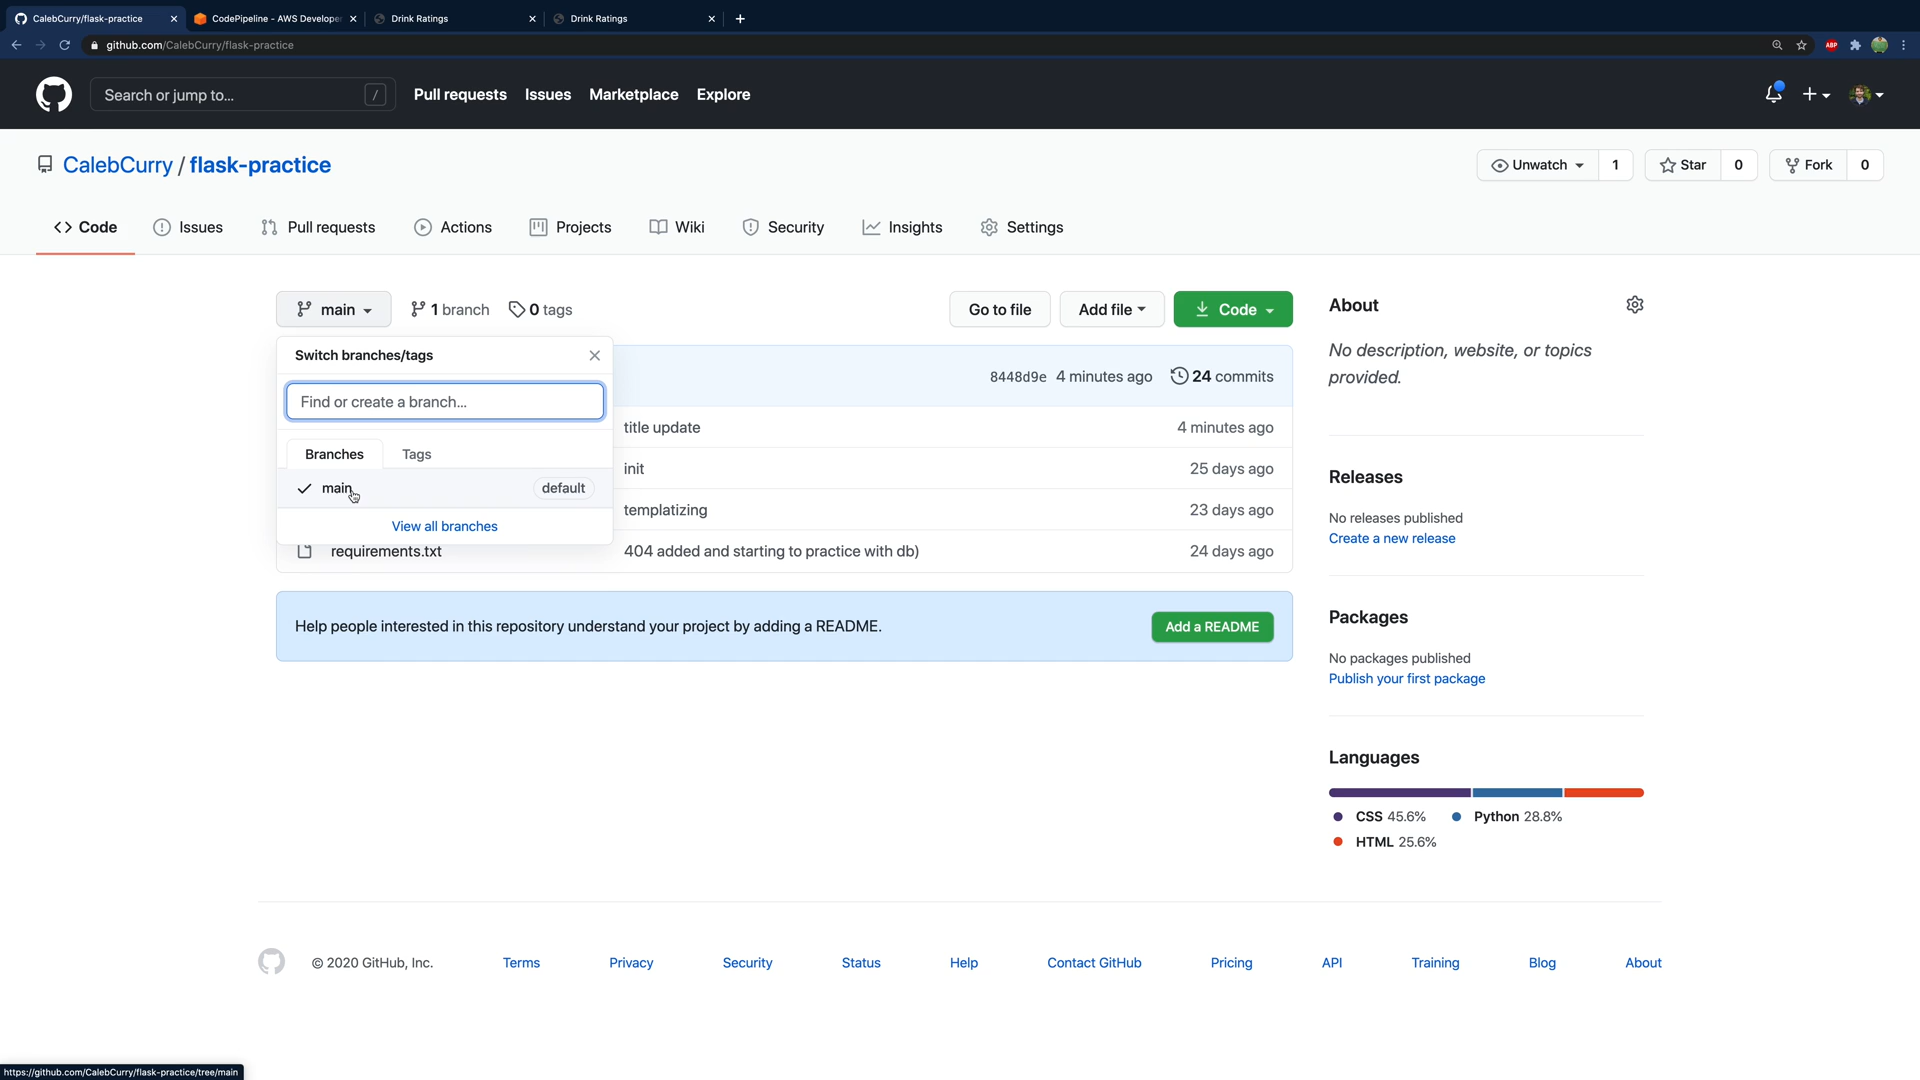 CalebCurry/flask-practice
CodePipeline - AWS Develope
Drink Ratings
Drink Ratings
github.com/CalebCurry/flask-practice
ABP
Search or jump to...
/
Pull requests
Issues
Marketplace
Explore
CalebCurry / flask-practice
Unwatch
1
Star
0
Fork
0
Code
Issues
Pull requests
Actions
Projects
Wiki
Security
Insights
Settings
main
1 branch
0 tags
Go to file
Add file
Code
Switch branches/tags
Find or create a branch...
Branches
Tags
main
default
View all branches
8448d9e 4 minutes ago
24 commits
title update
4 minutes ago
init
25 days ago
templatizing
23 days ago
requirements.txt
404 added and starting to practice with db)
24 days ago
Help people interested in this repository understand your project by adding a README.
Add a README
About
No description, website, or topics
provided.
Releases
No releases published
Create a new release
Packages
No packages published
Publish your first package
Languages
CSS 45.6%
Python 28.8%
HTML 25.6%
© 2020 GitHub, Inc.
Terms
Privacy
Security
Status
Help
Contact GitHub
Pricing
API
Training
Blog
About
https://github.com/CalebCurry/flask-practice/tree/main